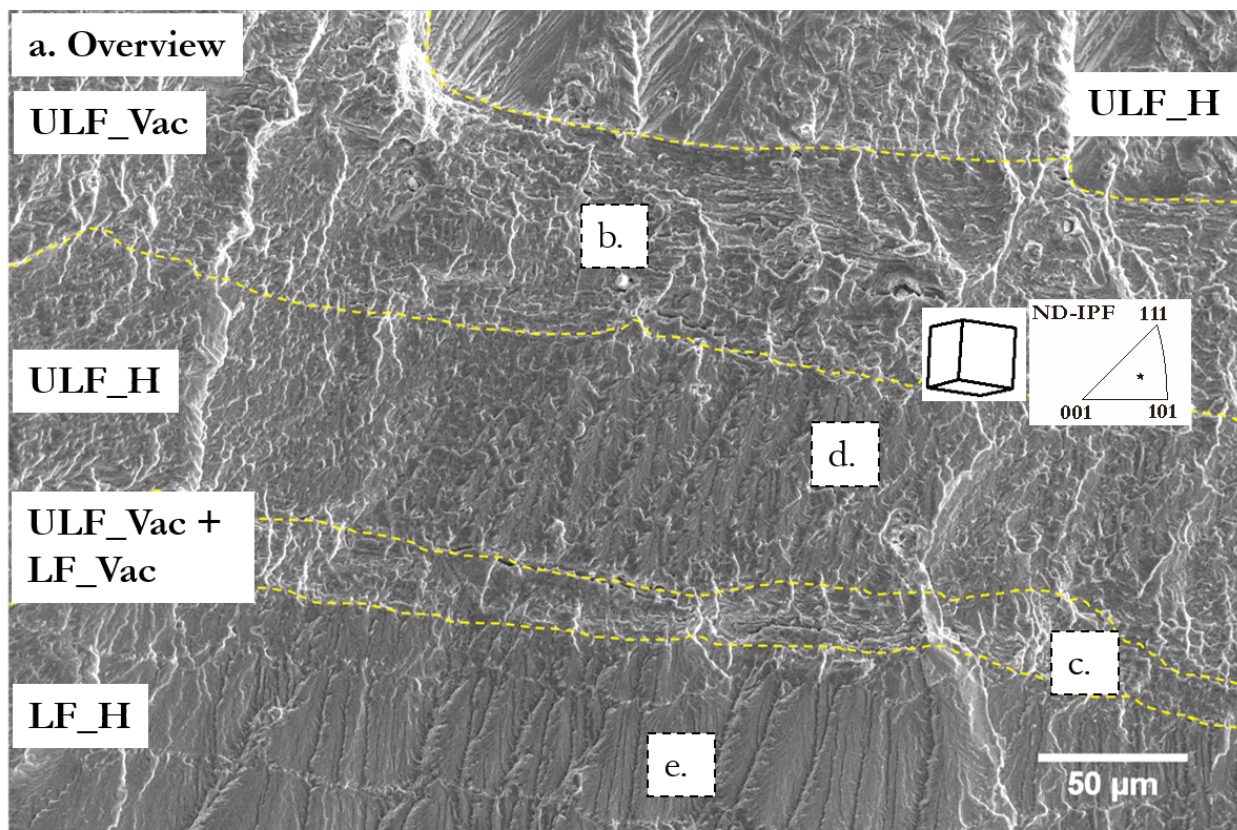 a. Overview
ULF_Vac
ULF_H
b.
ND-IPF 111
001 101
ULF_H
d.
ULF_Vac +
LF_Vac
c.
LF_H
e.
50 µm